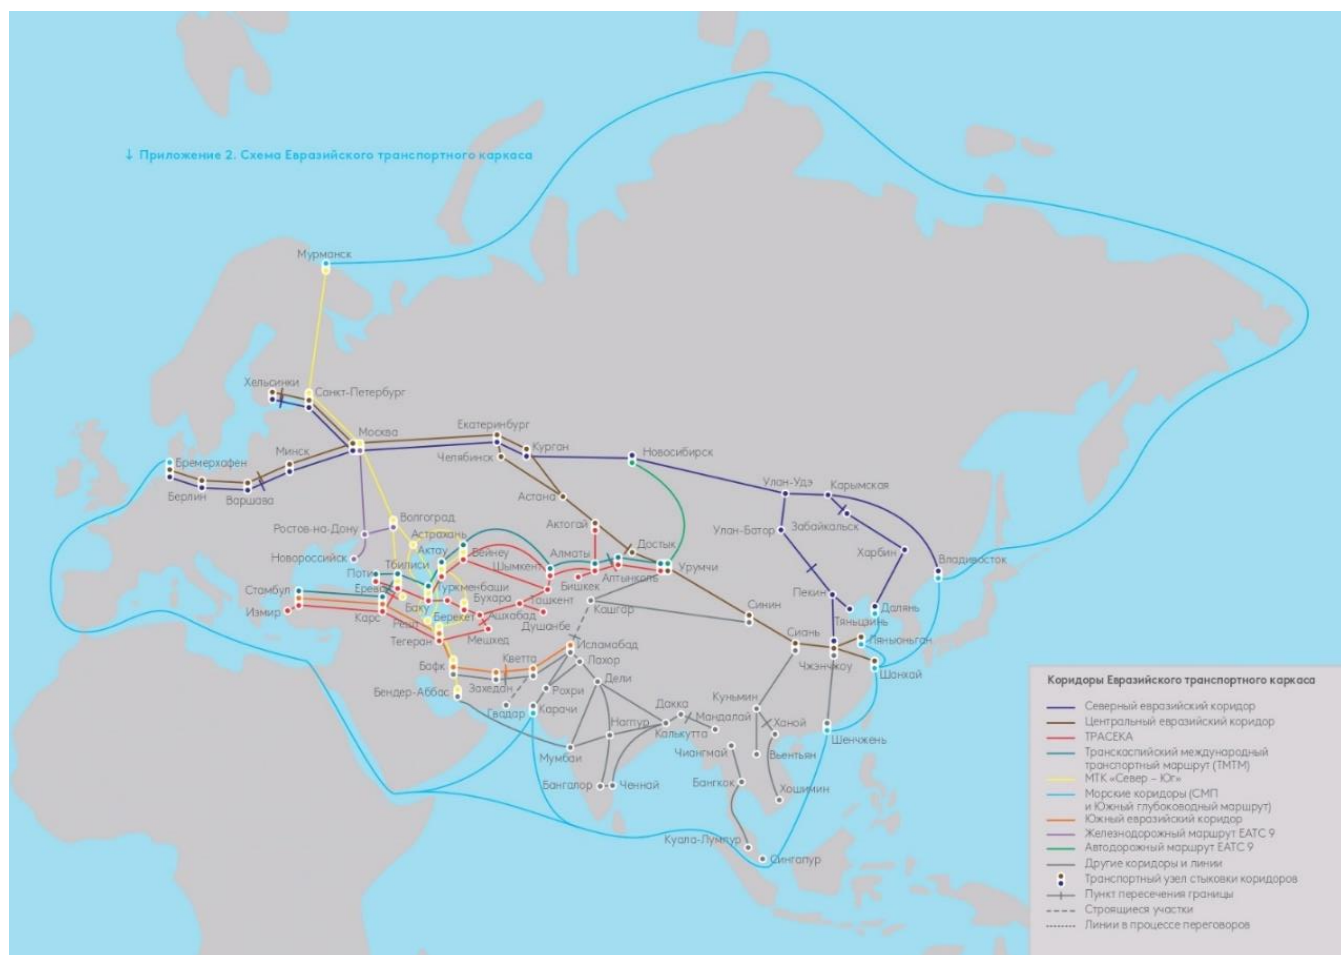 ↓ Приложение 2. Схема Евразийского транспортного каркаса
Мурманск
Хельсинки
Санкт-Петербург
Москва
Екатеринбург
Минск
Бремерхафен
Челябинск
Курган
Новосибирск
Берлин
Варшава
Улан-Удэ
Карымская
Астана
Ростов-на-Дону
Волгоград
Актогай
Улан-Батор
Забайкальск
Астрахань
Новороссийск
Актау
Бейнеу
Достык
Харбин
Тбилиси
Шымкент
Алматы
Владивосток
Поти
Алтынколь
Урумчи
Стамбул
Ереван
Туркменбаши
Бишкек
Пекин
Измир
Баку
Бухара
Ташкент
Кашгар
Далянь
Карс
Решт
Берекет
Ашхабад
Синин
Тяньцзинь
Тегеран
Мешхед
Душанбе
Сиань
Ляньюньган
Исламабад
Чжэнчжоу
Бафк
Кветта
Лахор
Шанхай
Бендер-Аббас
Захедан
Рохри
Дели
Куньмин
Гвадар
Карачи
Дакка
Мандалай
Ханой
Нагпур
Калькутта
Шенчжень
Мумбаи
Чиангмай
Вьентьян
Бангалор
Ченнай
Бангкок
Хошимин
Куала-Лумпур
Сингапур
Коридоры Евразийского транспортного каркаса
Северный евразийский коридор
Центральный евразийский коридор
ТРАСЕКА
Транскаспийский международный
транспортный маршрут (ТМТМ)
МТК «Север – Юг»
Морские коридоры (СМП
и Южный глубоководный маршрут)
Южный евразийский коридор
Железнодорожный маршрут ЕАТС 9
Автодорожный маршрут ЕАТС 9
Другие коридоры и линии
Транспортный узел стыковки коридоров
Пункт пересечения границы
Строящиеся участки
Линии в процессе переговоров